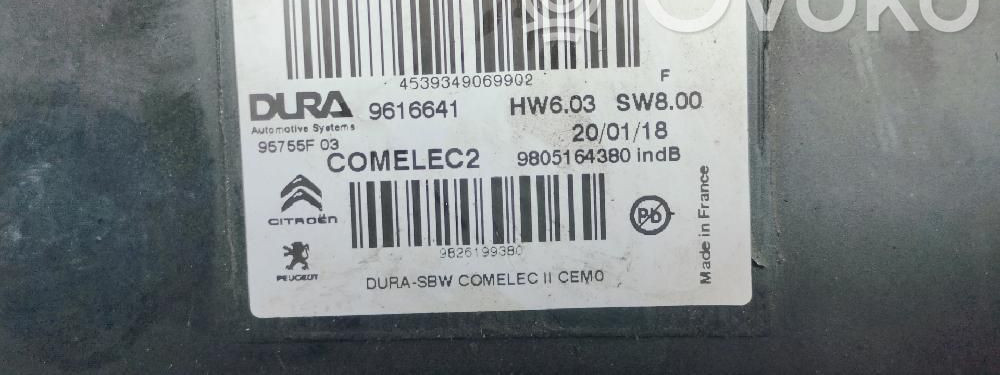 OVOKO
4539349069902
F
DURA 9616641 HW6.03 SW8.00
Automotive Systems 20/01/18
95755F 03
COMELEC2 9805164380 indB
CITROËN
Pb
Made in France
9826199380
PEUGEOT
DURA-SBW COMELEC II CEM0